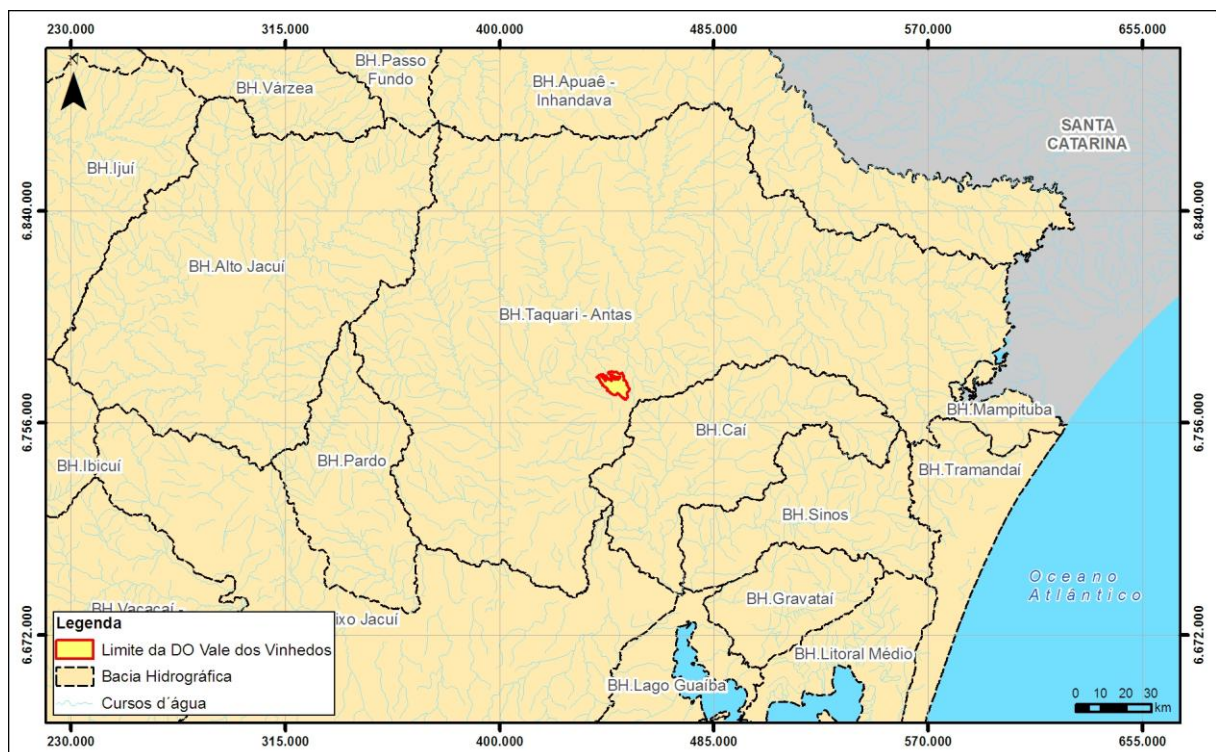 230.000 315.000 400.000 485.000 570.000 655.000
BH.Passo
Fundo
BH.Apuaê -
Inhandava
BH.Várzea
SANTA
CATARINA
BH.Ijuí
6.840.000 6.840.000
BH.Alto Jacuí
BH.Taquari - Antas
BH.Mampituba
6.756.000 6.756.000
BH.Caí
BH.Ibicuí
BH.Pardo
BH.Tramandaí
BH.Sinos
Oceano
Atlântico
BH.Gravataí
BH.Vacacaí -
ixo Jacuí
6.672.000 6.672.000
BH.Litoral Médio
BH.Lago Guaíba
Legenda
Limite da DO Vale dos Vinhedos
Bacia Hidrográfica
Cursos d´água
0 10 20 30
km
230.000 315.000 400.000 485.000 570.000 655.000